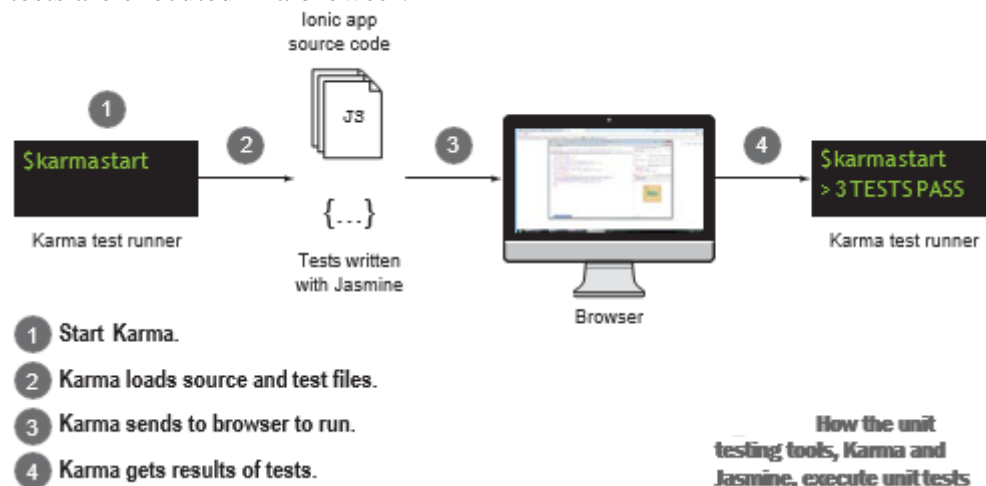 Ionic app
source code
1
JS
2
3
4
$karmastart
$karmastart
> 3 TESTS PASS
{...}
Karma test runner
Karma test runner
Tests written
with Jasmine
Browser
1 Start Karma.
2 Karma loads source and test files.
3 Karma sends to browser to run.
4 Karma gets results of tests.
How the unit
testing tools, Karma and
Jasmine, execute unit tests